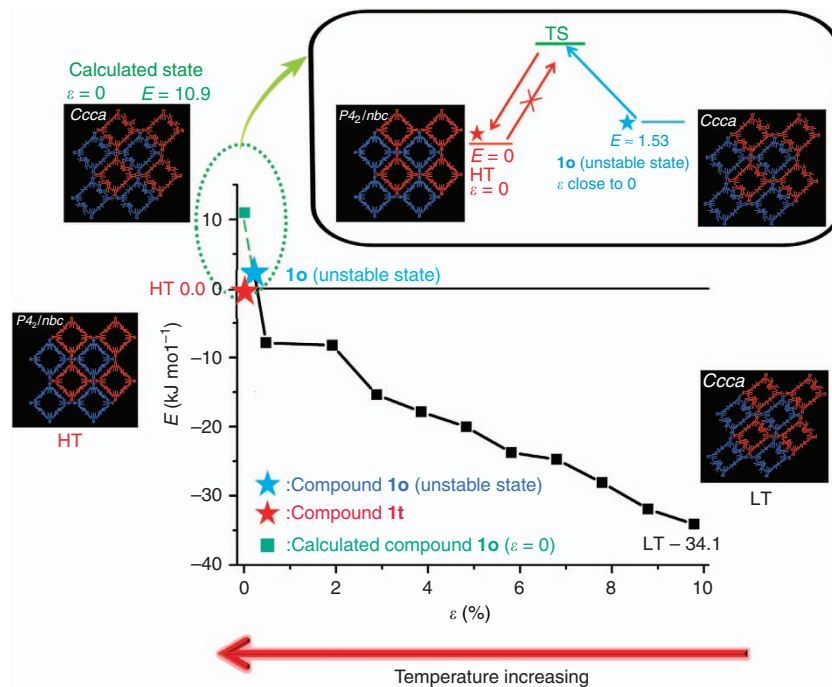 Calculated state
ε = 0 E = 10.9
Ccca
TS
P4₂/nbc
E = 0
HT
ε = 0
E ≈ 1.53
1o (unstable state)
ε close to 0
Ccca
10
HT 0.0
0
−10
−20
−30
−40
E (kJ mo1⁻¹)
1o (unstable state)
P4₂/nbc
HT
Ccca
LT
:Compound 1o (unstable state)
:Compound 1t
:Calculated compound 1o (ε = 0)
LT – 34.1
0 2 4 6 8 10
ε (%)
Temperature increasing